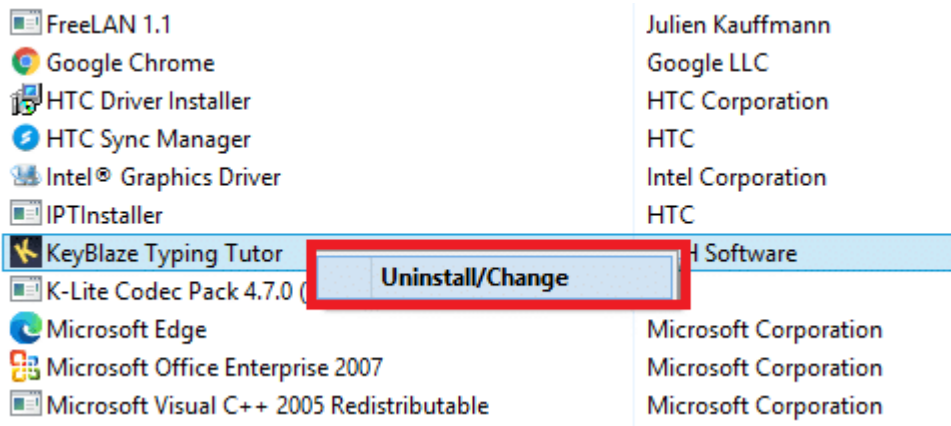 FreeLAN 1.1 Julien Kauffmann
Google Chrome Google LLC
HTC Driver Installer HTC Corporation
HTC Sync Manager HTC
Intel® Graphics Driver Intel Corporation
IPTInstaller HTC
KeyBlaze Typing Tutor Software
Uninstall/Change
K-Lite Codec Pack 4.7.0 (
Microsoft Edge Microsoft Corporation
Microsoft Office Enterprise 2007 Microsoft Corporation
Microsoft Visual C++ 2005 Redistributable Microsoft Corporation